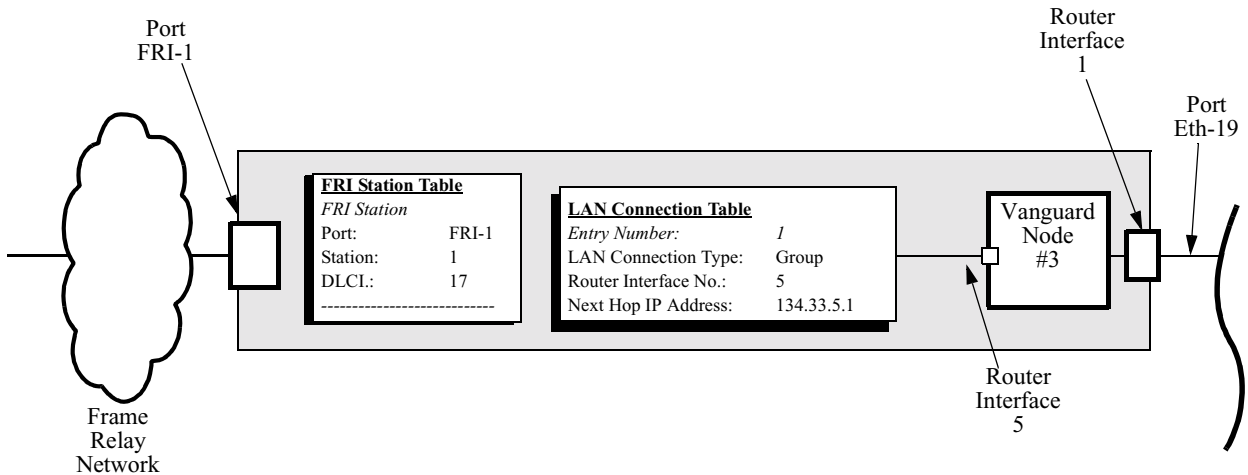 Port
FRI-1
Router
Interface
1
Port
Eth-19
FRI Station Table
FRI Station
Port: FRI-1
Station: 1
DLCI.: 17
----------------------------
LAN Connection Table
Entry Number: 1
LAN Connection Type: Group
Router Interface No.: 5
Next Hop IP Address: 134.33.5.1
Vanguard
Node
#3
Router
Interface
5
Frame
Relay
Network